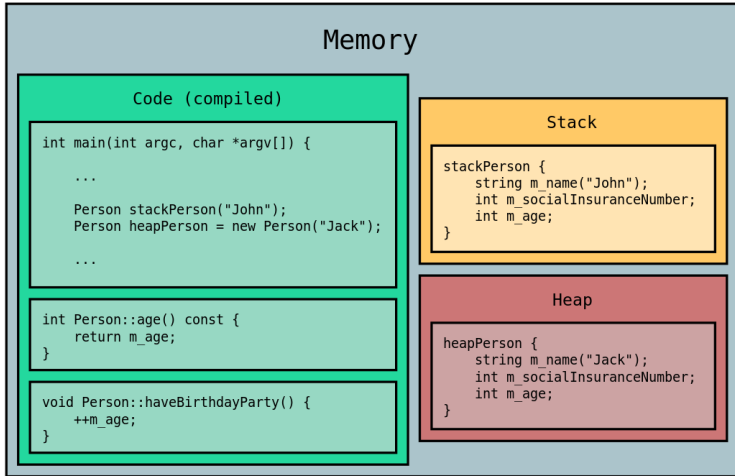 Memory
Code (compiled)
int main(int argc, char *argv[]) {
...
Person stackPerson("John");
Person heapPerson = new Person("Jack");
...
int Person::age() const {
return m_age;
}
void Person::haveBirthdayParty() {
++m_age;
}
Stack
stackPerson {
string m_name("John");
int m_socialInsuranceNumber;
int m_age;
}
Heap
heapPerson {
string m_name("Jack");
int m_socialInsuranceNumber;
int m_age;
}